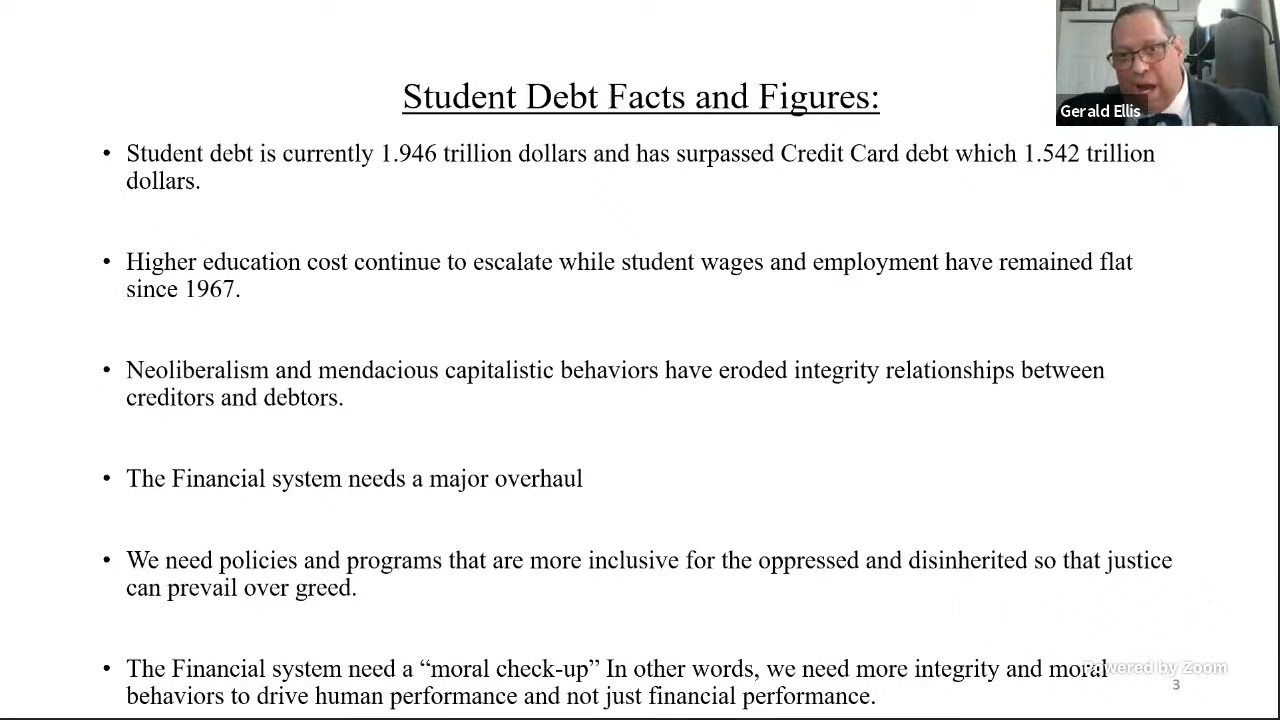 Student Debt Facts and Figures:
Gerald Ellis
• Student debt is currently 1.946 trillion dollars and has surpassed Credit Card debt which 1.542 trillion
dollars.
• Higher education cost continue to escalate while student wages and employment have remained flat
since 1967.
• Neoliberalism and mendacious capitalistic behaviors have eroded integrity relationships between
creditors and debtors.
• The Financial system needs a major overhaul
• We need policies and programs that are more inclusive for the oppressed and disinherited so that justice
can prevail over greed.
• The Financial system need a “moral check-up” In other words, we need more integrity and moral
behaviors to drive human performance and not just financial performance.
Powered by Zoom
3